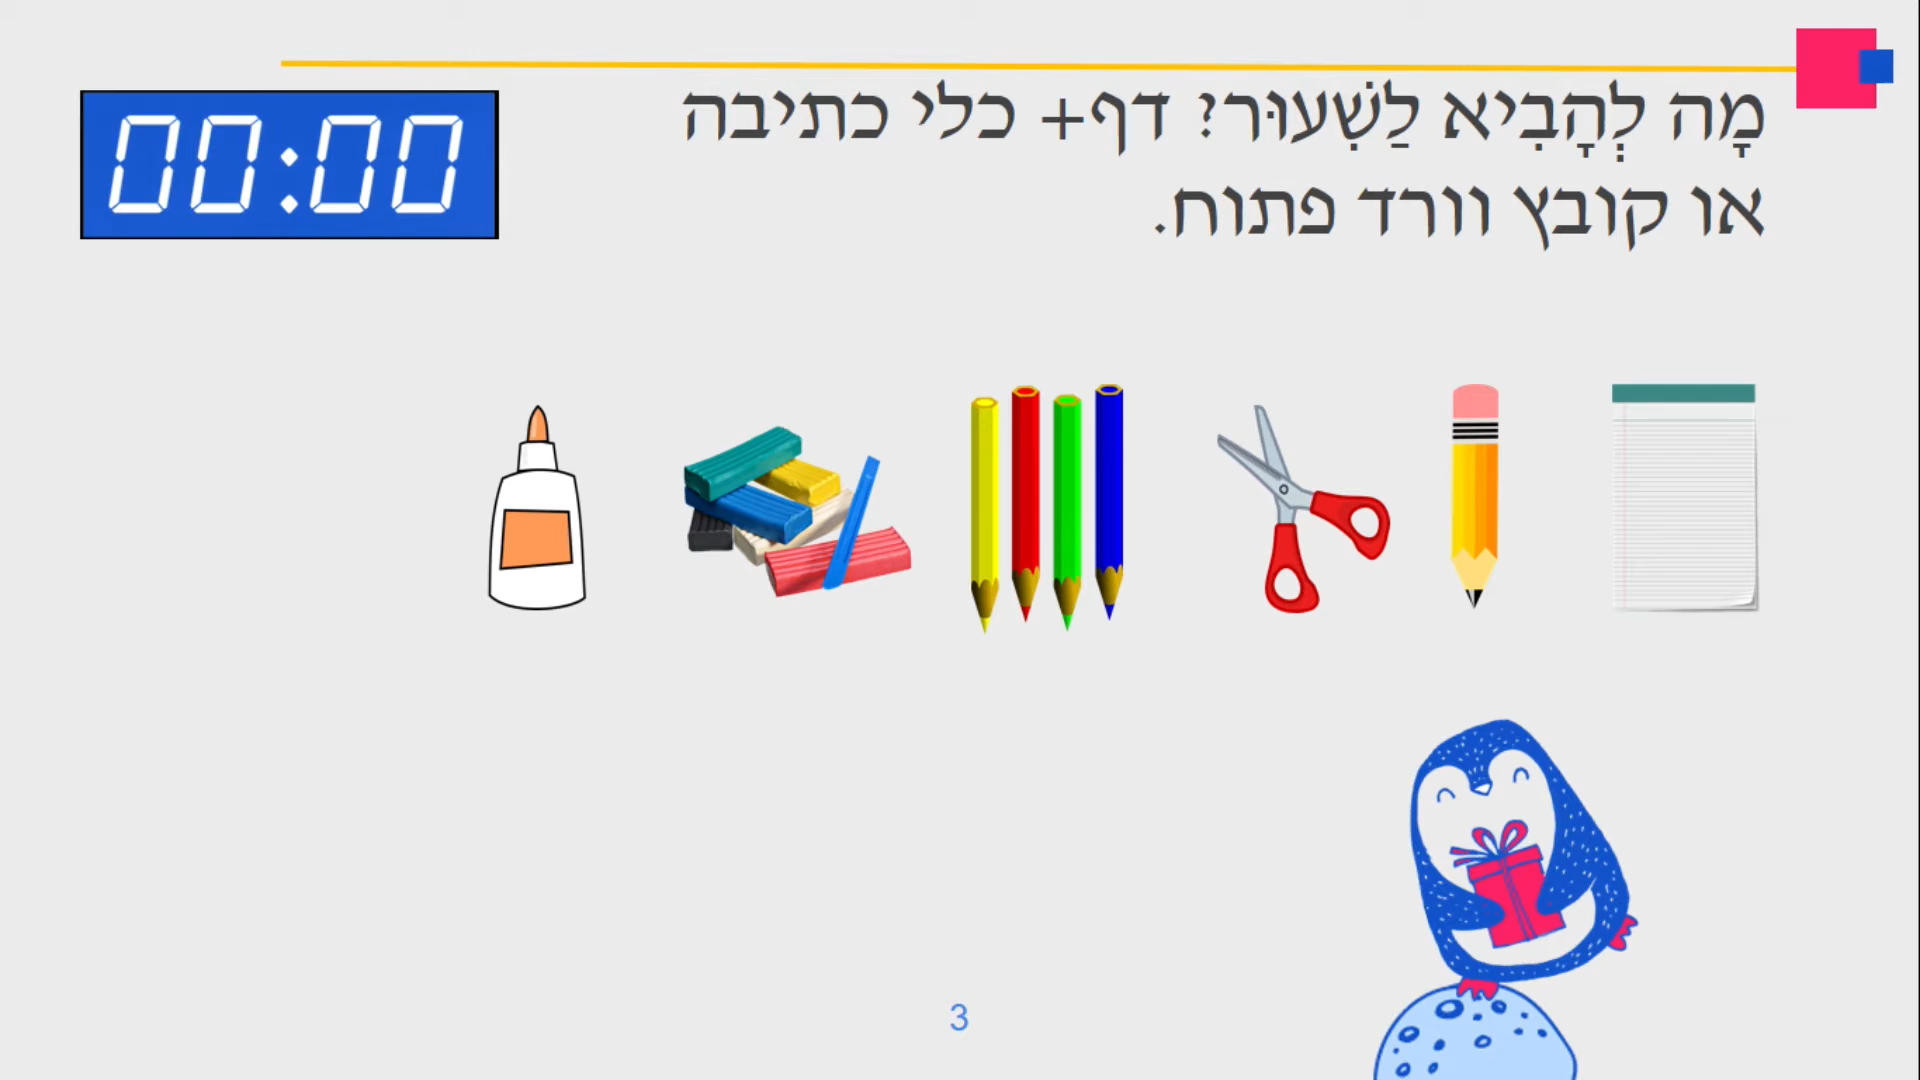 מָה לְהָבִיא לַשִׁעוּר? דף+ כלי כתיבה
או קובץ וורד פתוח.
00:00
3